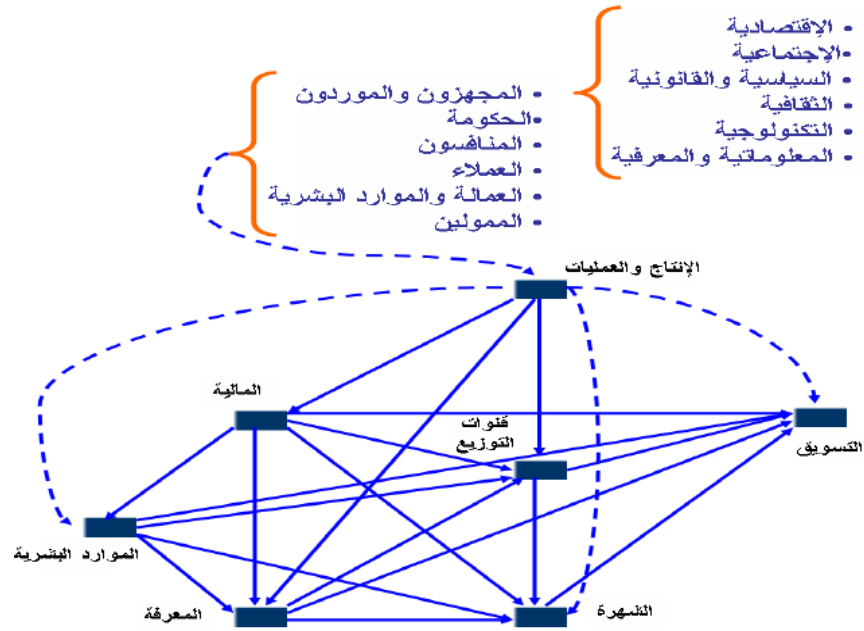 • الإقتصادية
• الإجتماعية
• السياسية والقانونية
• الثقافية
• التكنولوجية
• المعلوماتية والمعرفية
• المجهزون والموردون
• الحكومة
• المنافسون
• العملاء
• العمالة والموارد البشرية
• الممولين
الإنتاج والعمليات
المالية
قنوات
التوزيع
التسويق
الموارد البشرية
المعرفة
الشهرة